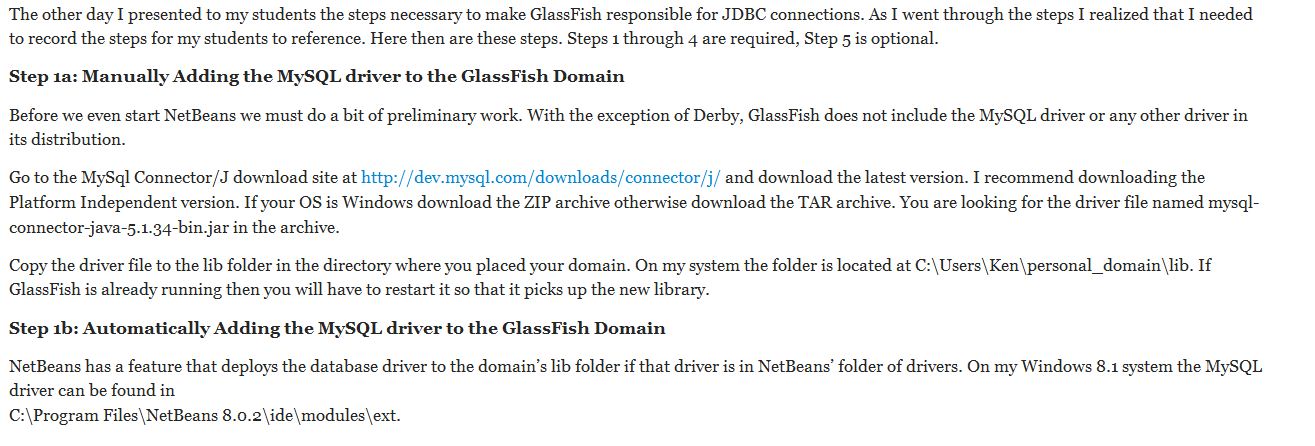 The other day I presented to my students the steps necessary to make GlassFish responsible for JDBC connections. As I went through the steps I realized that I needed
to record the steps for my students to reference. Here then are these steps. Steps 1 through 4 are required, Step 5 is optional.
Step 1a: Manually Adding the MySQL driver to the GlassFish Domain
Before we even start NetBeans we must do a bit of preliminary work. With the exception of Derby, GlassFish does not include the MySQL driver or any other driver in
its distribution.
Go to the MySql Connector/J download site at http://dev.mysql.com/downloads/connector/j/ and download the latest version. I recommend downloading the
Platform Independent version. If your OS is Windows download the ZIP archive otherwise download the TAR archive. You are looking for the driver file named mysql-
connector-java-5.1.34-bin.jar in the archive.
Copy the driver file to the lib folder in the directory where you placed your domain. On my system the folder is located at C:\Users\Ken\personal_domain\lib. If
GlassFish is already running then you will have to restart it so that it picks up the new library.
Step 1b: Automatically Adding the MySQL driver to the GlassFish Domain
NetBeans has a feature that deploys the database driver to the domain’s lib folder if that driver is in NetBeans’ folder of drivers. On my Windows 8.1 system the MySQL
driver can be found in
C:\Program Files\NetBeans 8.0.2\ide\modules\ext.